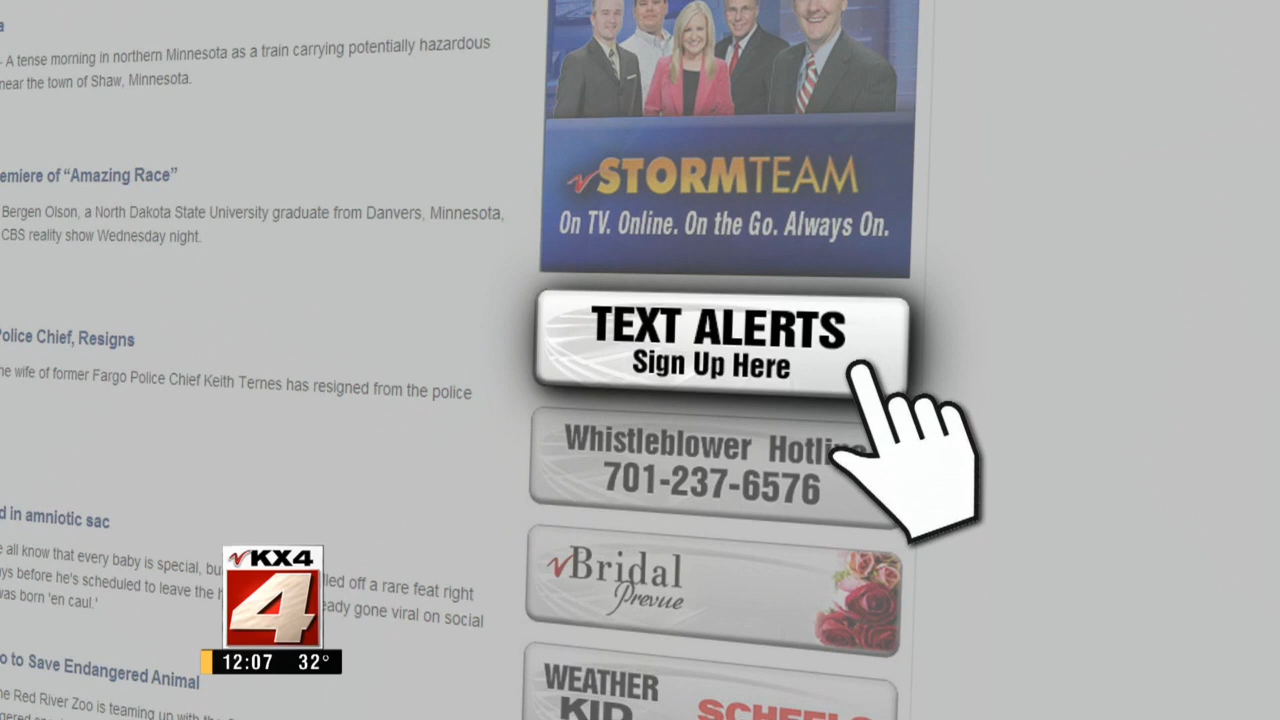 a
- A tense morning in northern Minnesota as a train carrying potentially hazardous
near the town of Shaw, Minnesota.
emiere of “Amazing Race”
Bergen Olson, a North Dakota State University graduate from Danvers, Minnesota,
CBS reality show Wednesday night.
Police Chief, Resigns
he wife of former Fargo Police Chief Keith Ternes has resigned from the police
d in amniotic sac
e all know that every baby is special, bu
led off a rare feat right
ys before he's scheduled to leave the h
eady gone viral on social
was born 'en caul.'
o to Save Endangered Animal
he Red River Zoo is teaming up with the
STORMTEAM
On TV. Online. On the Go. Always On.
TEXT ALERTS
Sign Up Here
Whistleblower Hotline
701-237-6576
Bridal
Prevue
WEATHER
KID
SCHEELS
KX4
4
12:07 32°